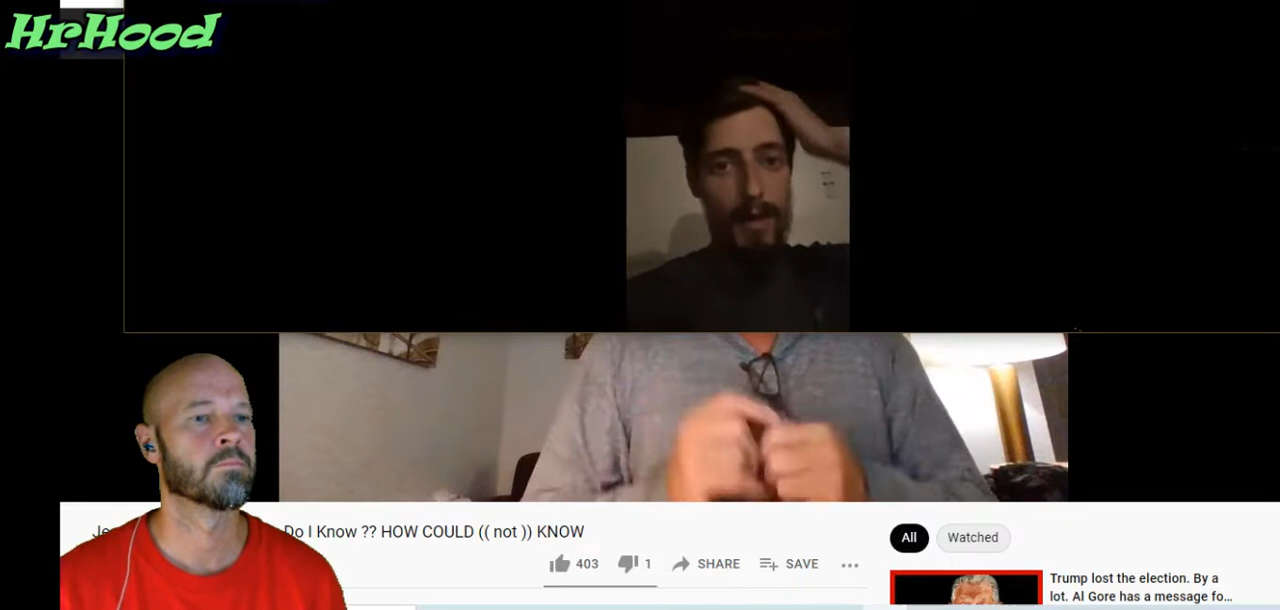 HrHood
Do I Know ?? HOW COULD (( not )) KNOW
403
1
SHARE
SAVE
All
Watched
Trump lost the election. By a
lot. Al Gore has a message fo...